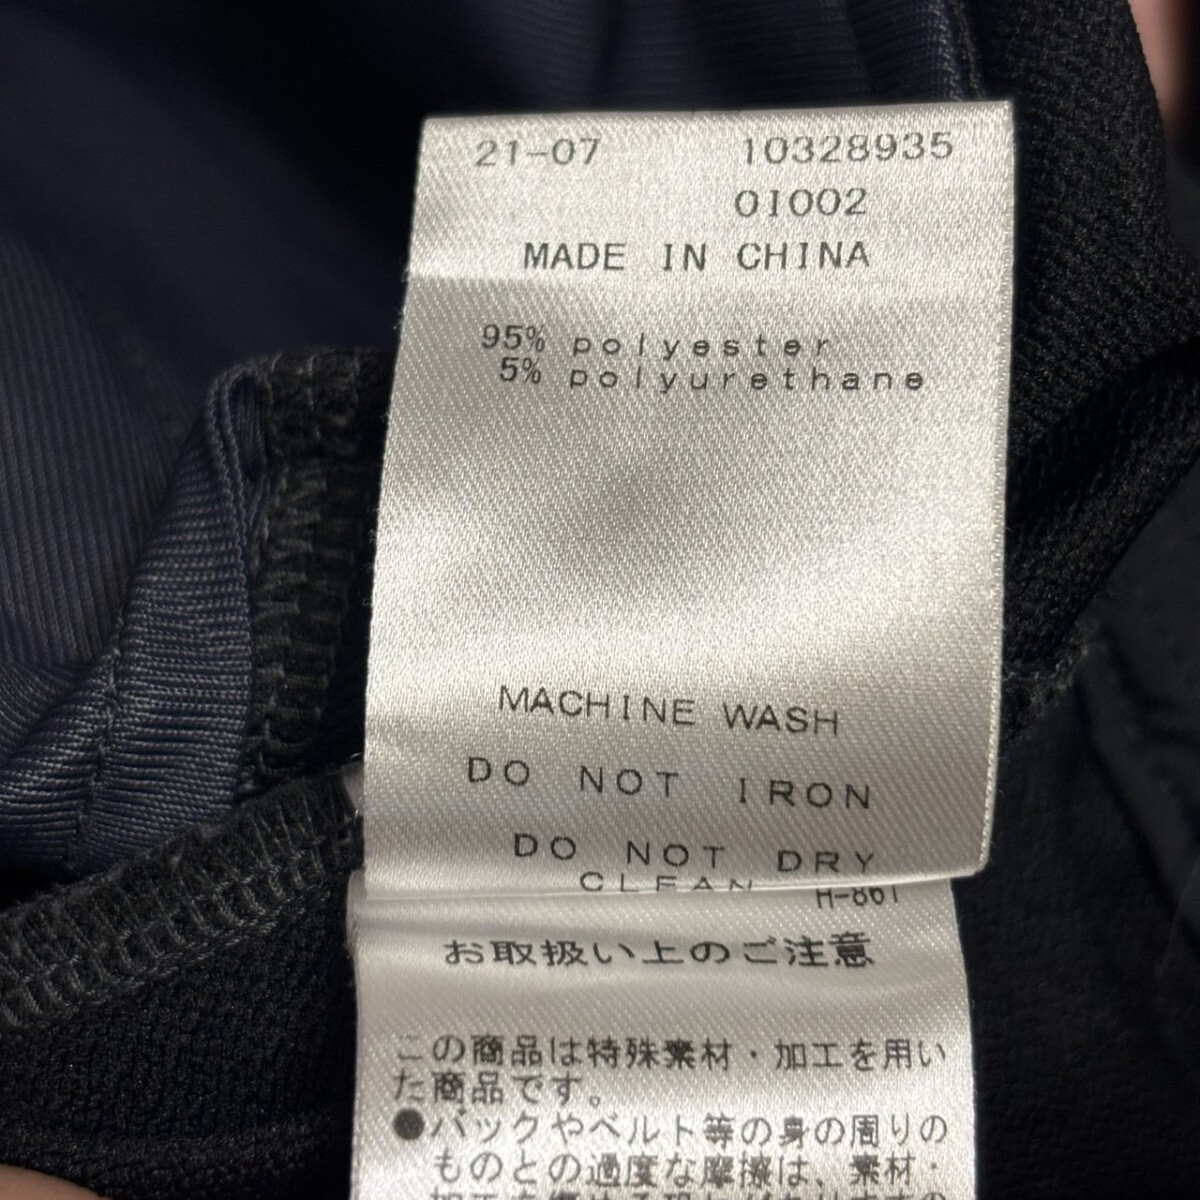 21-07 10328935
01002
MADE IN CHINA
95% polyester
5% polyurethane
MACHINE WASH
DO NOT IRON
DO NOT DRY
CLEAN
H-861
お取扱い上のご注意
この商品は特殊素材・加工を用い
た商品です。
●バックやベルト等の身の周りの
ものとの過度な摩擦は、素材・